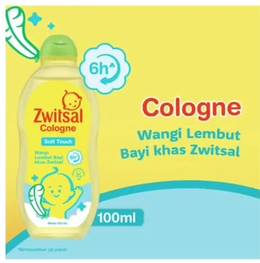 6h^
Zwitsal
Cologne
Soft Touch
Wangi
Lembut Bayi
khas Zwitsal
Cologne
Wangi Lembut
Bayi khas Zwitsal
100ml